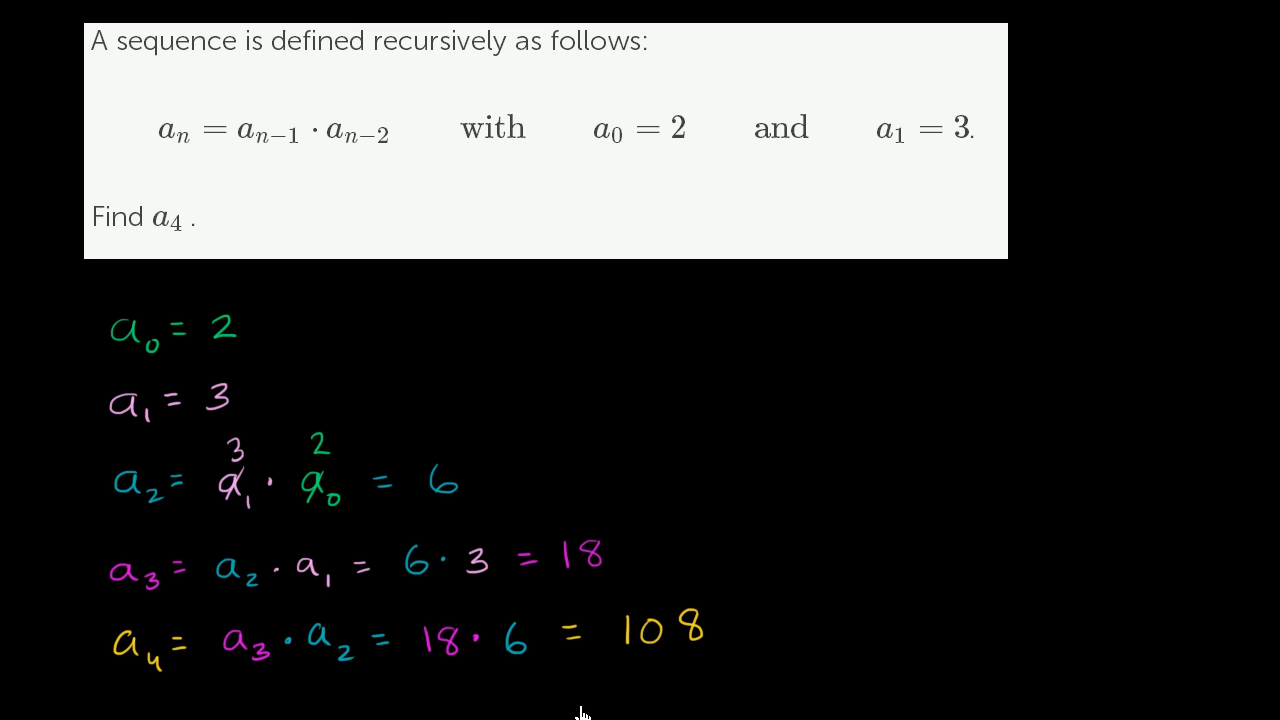 A sequence is defined recursively as follows:
aₙ = aₙ₋₁ · aₙ₋₂ with a₀ = 2 and a₁ = 3.
Find a₄ .
a₀ = 2
a₁ = 3
3 2
a₂ = a₁ · a₀ = 6
a₃ = a₂ · a₁ = 6 · 3 = 18
a₄ = a₃ · a₂ = 18 · 6 = 108